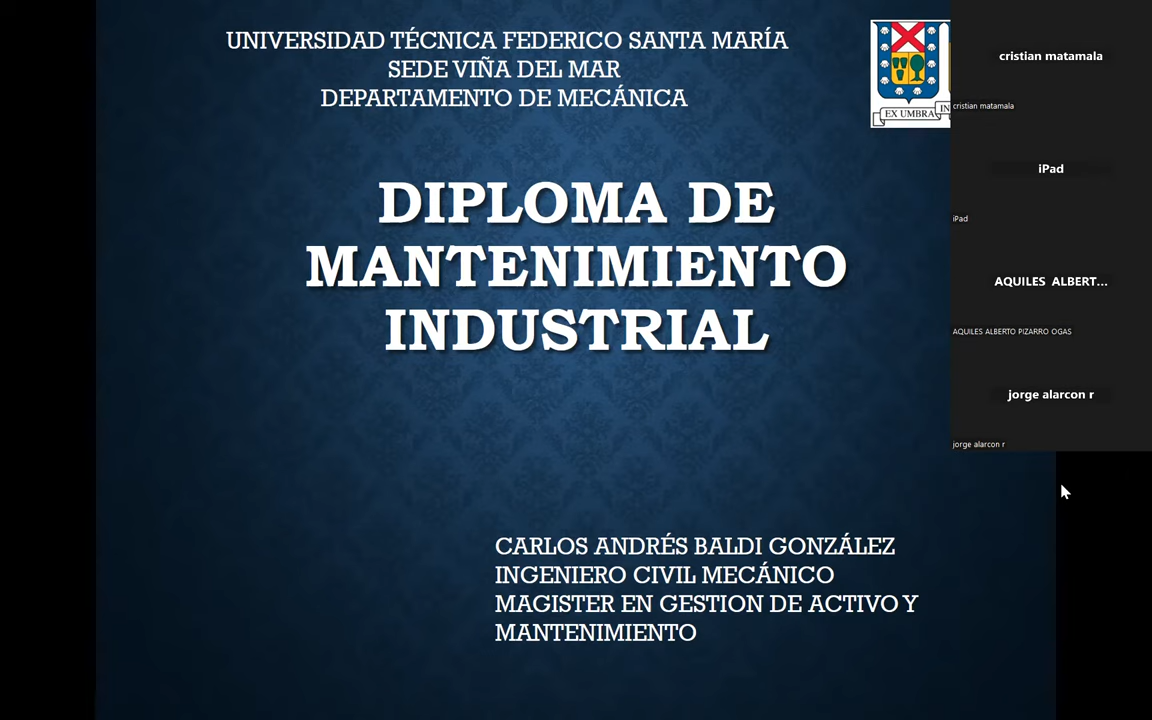 UNIVERSIDAD TÉCNICA FEDERICO SANTA MARÍA
SEDE VIÑA DEL MAR
DEPARTAMENTO DE MECÁNICA
EX UMBRA
IN
DIPLOMA DE
MANTENIMIENTO
INDUSTRIAL
CARLOS ANDRÉS BALDI GONZÁLEZ
INGENIERO CIVIL MECÁNICO
MAGISTER EN GESTION DE ACTIVO Y
MANTENIMIENTO
cristian matamala
cristian matamala
iPad
iPad
AQUILES ALBERT...
AQUILES ALBERTO PIZARRO OGAS
jorge alarcon r
jorge alarcon r